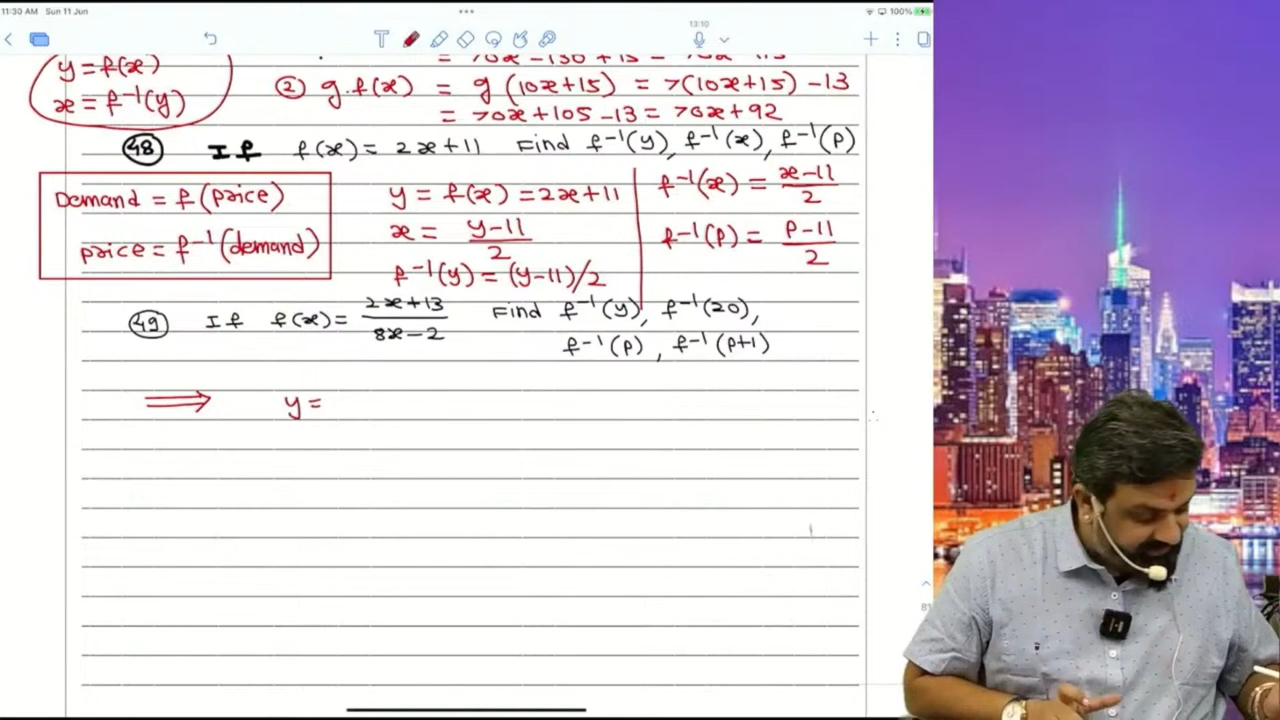 11:30 AM Sun 11 Jun
100%
13:10
y = f(x)
x = f⁻¹(y)
② g.f(x) = g(10x+15) = 7(10x+15) -13
= 70x+105-13 = 70x+92
48 If f(x) = 2x+11 Find f⁻¹(y), f⁻¹(x), f⁻¹(p)
Demand = f(price)
price = f⁻¹(demand)
y = f(x) = 2x+11
x = y-11/2
f⁻¹(y) = (y-11)/2
f⁻¹(x) = x-11/2
f⁻¹(p) = p-11/2
49 If f(x) = 2x+13/8x-2 Find f⁻¹(y), f⁻¹(20),
f⁻¹(p), f⁻¹(p+1)
⇒ y =
81